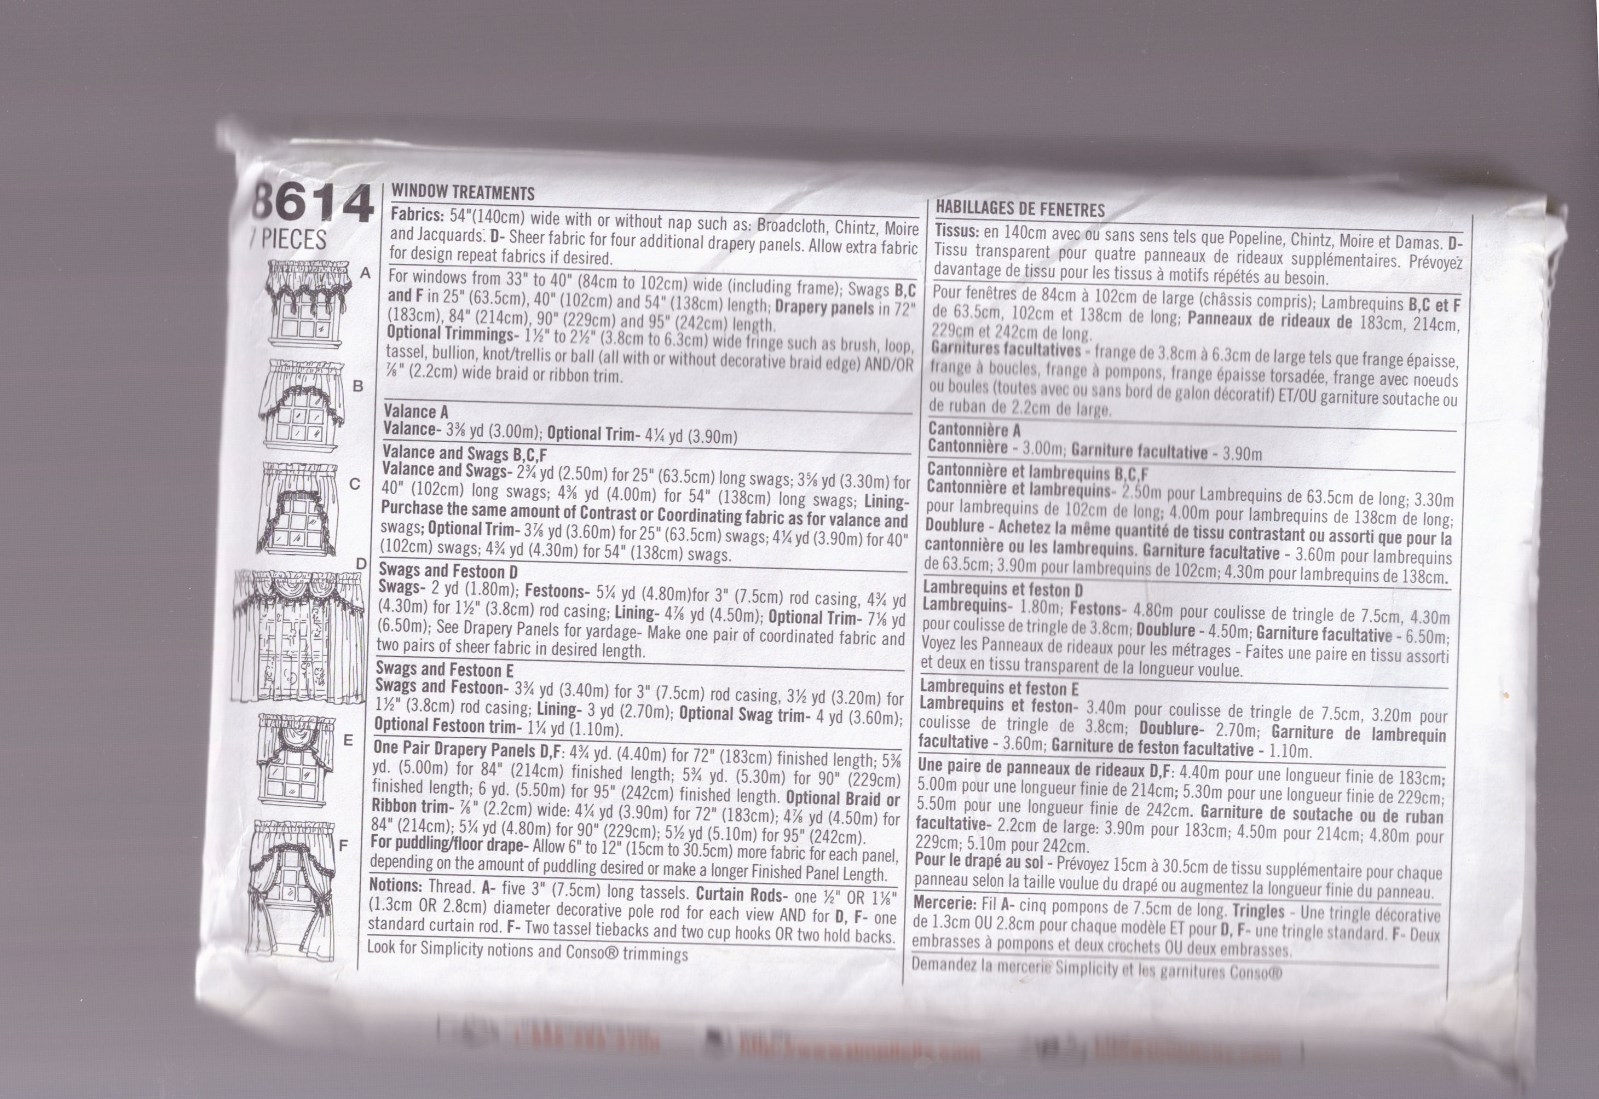 8614
7 PIECES
A
B
C
D
E
F
WINDOW TREATMENTS
Fabrics: 54"(140cm) wide with or without nap such as: Broadcloth, Chintz, Moire
and Jacquards. D- Sheer fabric for four additional drapery panels. Allow extra fabric
for design repeat fabrics if desired.
For windows from 33" to 40" (84cm to 102cm) wide (including frame); Swags B,C
and F in 25" (63.5cm), 40" (102cm) and 54" (138cm) length; Drapery panels in 72"
(183cm), 84" (214cm), 90" (229cm) and 95" (242cm) length.
Optional Trimmings- 1½" to 2½" (3.8cm to 6.3cm) wide fringe such as brush, loop,
tassel, bullion, knot/trellis or ball (all with or without decorative braid edge) AND/OR
⅞" (2.2cm) wide braid or ribbon trim.
Valance A
Valance- 3⅜ yd (3.00m); Optional Trim- 4¼ yd (3.90m)
Valance and Swags B,C,F
Valance and Swags- 2¾ yd (2.50m) for 25" (63.5cm) long swags; 3⅝ yd (3.30m) for
40" (102cm) long swags; 4⅜ yd (4.00m) for 54" (138cm) long swags; Lining-
Purchase the same amount of Contrast or Coordinating fabric as for valance and
swags; Optional Trim- 3⅞ yd (3.60m) for 25" (63.5cm) swags; 4¼ yd (3.90m) for 40"
(102cm) swags; 4¾ yd (4.30m) for 54" (138cm) swags.
Swags and Festoon D
Swags- 2 yd (1.80m); Festoons- 5¼ yd (4.80m)for 3" (7.5cm) rod casing, 4¾ yd
(4.30m) for 1½" (3.8cm) rod casing; Lining- 4⅞ yd (4.50m); Optional Trim- 7⅛ yd
(6.50m); See Drapery Panels for yardage- Make one pair of coordinated fabric and
two pairs of sheer fabric in desired length.
Swags and Festoon E
Swags and Festoon- 3¾ yd (3.40m) for 3" (7.5cm) rod casing, 3½ yd (3.20m) for
1½" (3.8cm) rod casing; Lining- 3 yd (2.70m); Optional Swag trim- 4 yd (3.60m);
Optional Festoon trim- 1¼ yd (1.10m).
One Pair Drapery Panels D,F: 4¾ yd. (4.40m) for 72" (183cm) finished length; 5⅜
yd. (5.00m) for 84" (214cm) finished length; 5¾ yd. (5.30m) for 90" (229cm)
finished length; 6 yd. (5.50m) for 95" (242cm) finished length. Optional Braid or
Ribbon trim- ⅞" (2.2cm) wide: 4¼ yd (3.90m) for 72" (183cm); 4⅞ yd (4.50m) for
84" (214cm); 5¼ yd (4.80m) for 90" (229cm); 5½ yd (5.10m) for 95" (242cm).
For puddling/floor drape- Allow 6" to 12" (15cm to 30.5cm) more fabric for each panel,
depending on the amount of puddling desired or make a longer Finished Panel Length.
Notions: Thread. A- five 3" (7.5cm) long tassels. Curtain Rods- one ½" OR 1⅛"
(1.3cm OR 2.8cm) diameter decorative pole rod for each view AND for D, F- one
standard curtain rod. F- Two tassel tiebacks and two cup hooks OR two hold backs.
Look for Simplicity notions and Conso® trimmings
HABILLAGES DE FENETRES
Tissus: en 140cm avec ou sans sens tels que Popeline, Chintz, Moire et Damas. D-
Tissu transparent pour quatre panneaux de rideaux supplémentaires. Prévoyez
davantage de tissu pour les tissus à motifs répétés au besoin.
Pour fenêtres de 84cm à 102cm de large (châssis compris); Lambrequins B,C et F
de 63.5cm, 102cm et 138cm de long; Panneaux de rideaux de 183cm, 214cm,
229cm et 242cm de long.
Garnitures facultatives - frange de 3.8cm à 6.3cm de large tels que frange épaisse,
frange à boucles, frange à pompons, frange épaisse torsadée, frange avec noeuds
ou boules (toutes avec ou sans bord de galon décoratif) ET/OU garniture soutache ou
de ruban de 2.2cm de large.
Cantonnière A
Cantonnière - 3.00m; Garniture facultative - 3.90m
Cantonnière et lambrequins B,C,F
Cantonnière et lambrequins- 2.50m pour Lambrequins de 63.5cm de long; 3.30m
pour lambrequins de 102cm de long; 4.00m pour lambrequins de 138cm de long;
Doublure - Achetez la même quantité de tissu contrastant ou assorti que pour la
cantonnière ou les lambrequins. Garniture facultative - 3.60m pour lambrequins
de 63.5cm; 3.90m pour lambrequins de 102cm; 4.30m pour lambrequins de 138cm.
Lambrequins et feston D
Lambrequins- 1.80m; Festons- 4.80m pour coulisse de tringle de 7.5cm, 4.30m
pour coulisse de tringle de 3.8cm; Doublure - 4.50m; Garniture facultative - 6.50m;
Voyez les Panneaux de rideaux pour les métrages - Faites une paire en tissu assorti
et deux en tissu transparent de la longueur voulue.
Lambrequins et feston E
Lambrequins et feston- 3.40m pour coulisse de tringle de 7.5cm, 3.20m pour
coulisse de tringle de 3.8cm; Doublure- 2.70m; Garniture de lambrequin
facultative - 3.60m; Garniture de feston facultative - 1.10m.
Une paire de panneaux de rideaux D,F: 4.40m pour une longueur finie de 183cm;
5.00m pour une longueur finie de 214cm; 5.30m pour une longueur finie de 229cm;
5.50m pour une longueur finie de 242cm. Garniture de soutache ou de ruban
facultative- 2.2cm de large: 3.90m pour 183cm; 4.50m pour 214cm; 4.80m pour
229cm; 5.10m pour 242cm.
Pour le drapé au sol - Prévoyez 15cm à 30.5cm de tissu supplémentaire pour chaque
panneau selon la taille voulue du drapé ou augmentez la longueur finie du panneau.
Mercerie: Fil A- cinq pompons de 7.5cm de long. Tringles - Une tringle décorative
de 1.3cm OU 2.8cm pour chaque modèle ET pour D, F- une tringle standard. F- Deux
embrasses à pompons et deux crochets OU deux embrasses.
Demandez la mercerie Simplicity et les garnitures Conso®